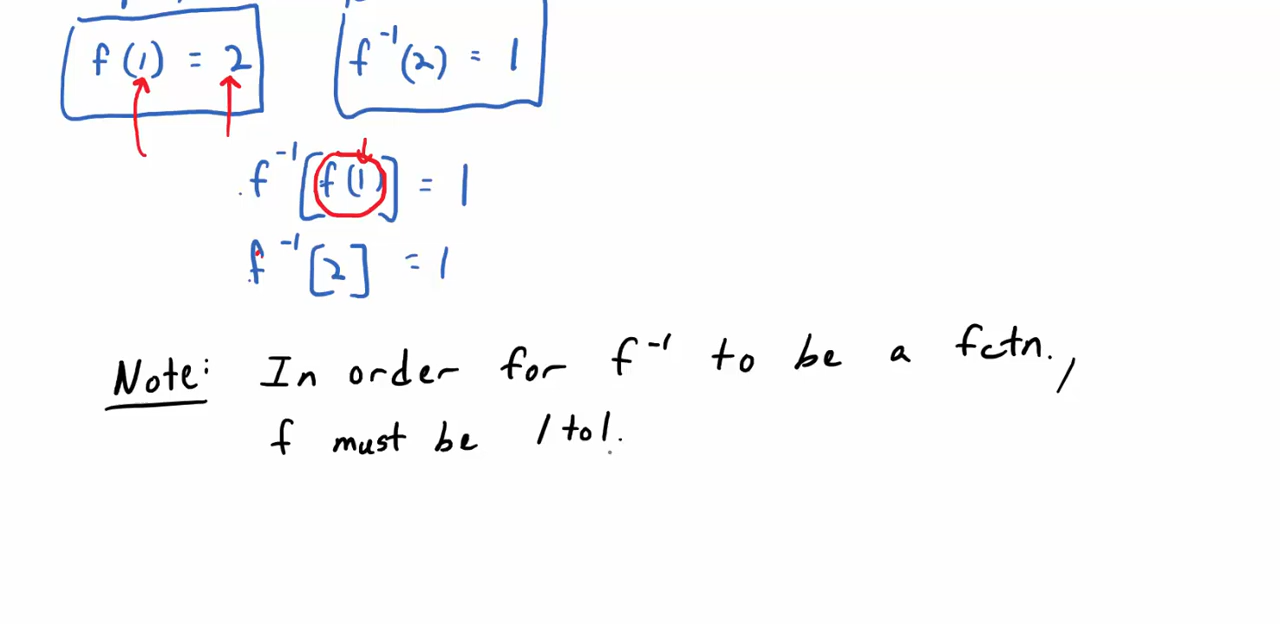 f(1) = 2 f⁻¹(2) = 1
f⁻¹[f(1)] = 1
f⁻¹[2] = 1
Note: In order for f⁻¹ to be a fctn.,
f must be 1 to 1.